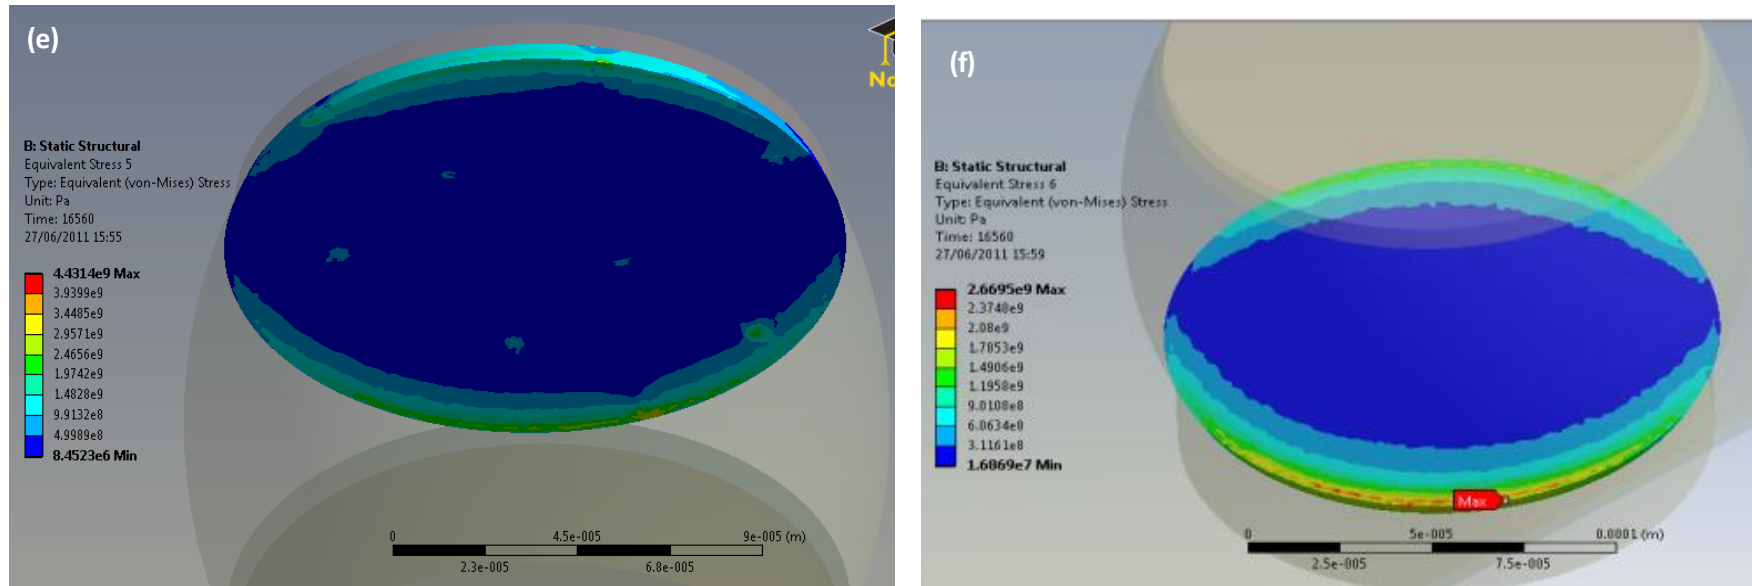 (e)
No
B: Static Structural
Equivalent Stress 5
Type: Equivalent (von-Mises) Stress
Unit: Pa
Time: 16560
27/06/2011 15:55
4.4314e9 Max
3.9399e9
3.4485e9
2.9571e9
2.4656e9
1.9742e9
1.4828e9
9.9132e8
4.9989e8
8.4523e6 Min
0 4.5e-005 9e-005 (m)
2.3e-005 6.8e-005
(f)
B: Static Structural
Equivalent Stress 6
Type: Equivalent (von-Mises) Stress
Unit: Pa
Time: 16560
27/06/2011 15:59
2.6695e9 Max
2.3748e9
2.08e9
1.7853e9
1.4906e9
1.1958e9
9.0108e8
6.0634e8
3.1161e8
1.6869e7 Min
Max
0 5e-005 0.0001 (m)
2.5e-005 7.5e-005